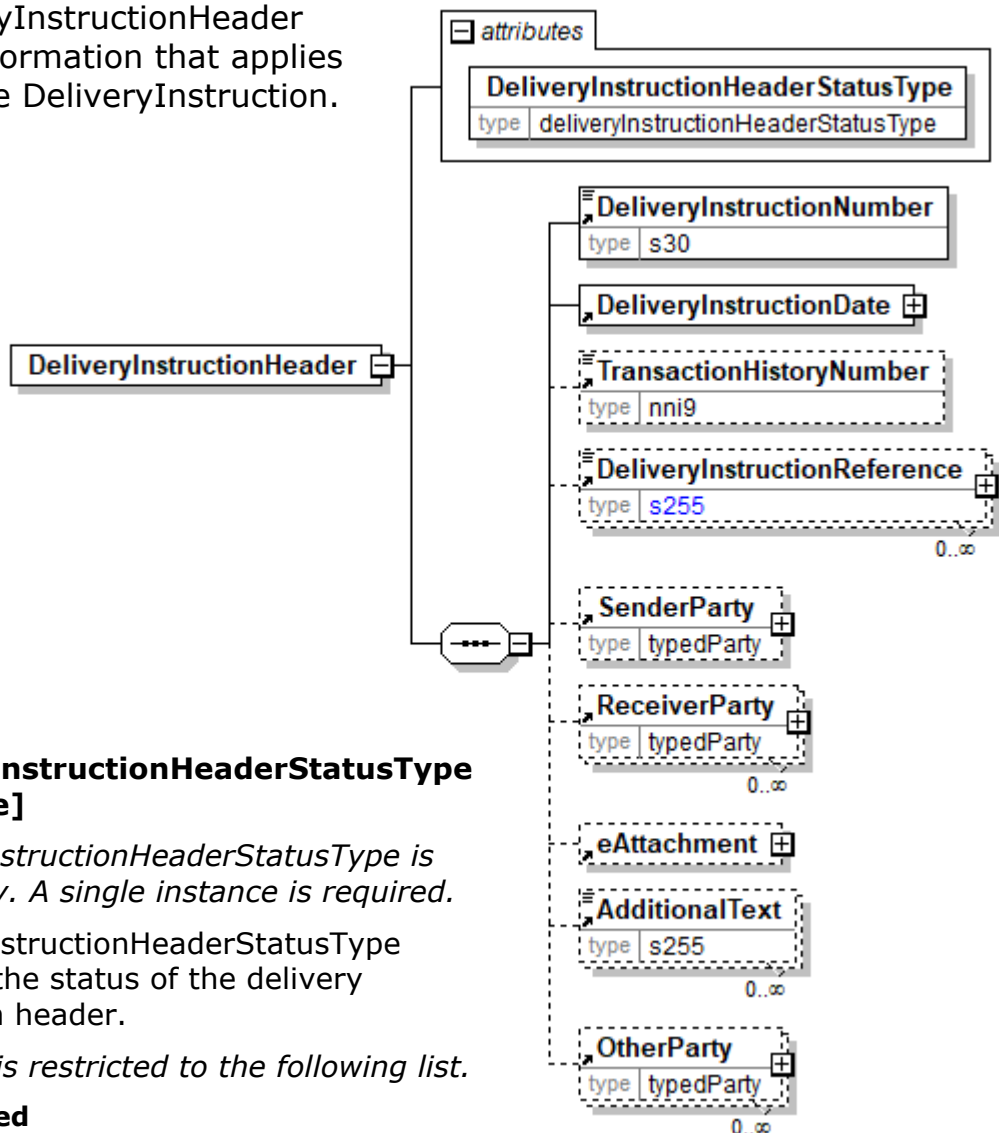 yInstructionHeader
ormation that applies
e DeliveryInstruction.
attributes
DeliveryInstructionHeaderStatusType
type deliveryInstructionHeaderStatusType
DeliveryInstructionNumber
type s30
DeliveryInstructionDate
DeliveryInstructionHeader
TransactionHistoryNumber
type nni9
DeliveryInstructionReference
type s255
0..∞
SenderParty
type typedParty
ReceiverParty
type typedParty
0..∞
eAttachment
AdditionalText
type s255
0..∞
OtherParty
type typedParty
0..∞
nstructionHeaderStatusType
e]
structionHeaderStatusType is
y. A single instance is required.
structionHeaderStatusType
the status of the delivery
n header.
is restricted to the following list.
ed